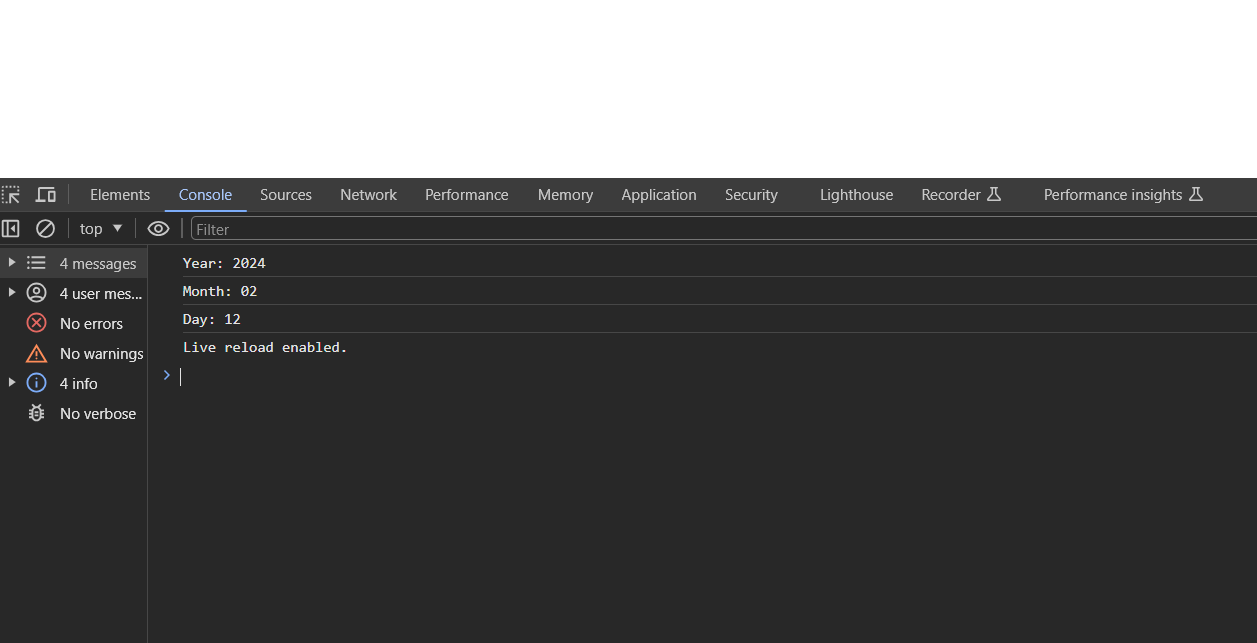 Elements Console Sources Network Performance Memory Application Security Lighthouse Recorder Performance insights
top Filter
4 messages
4 user mes...
No errors
No warnings
4 info
No verbose
Year: 2024
Month: 02
Day: 12
Live reload enabled.